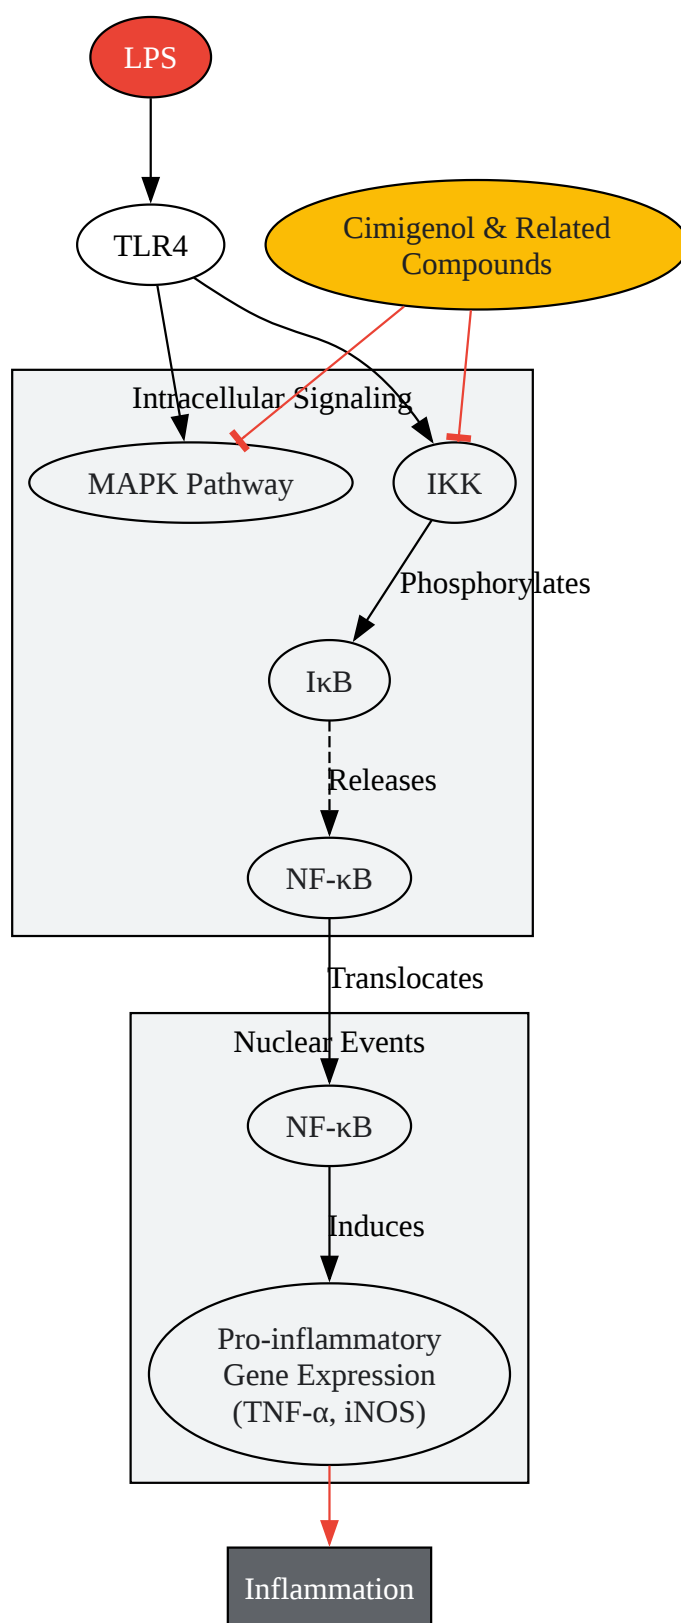 LPS
TLR4
Cimigenol & Related
Compounds
Intracellular Signaling
MAPK Pathway
IKK
Phosphorylates
IκB
Releases
NF-κB
Translocates
Nuclear Events
NF-κB
Induces
Pro-inflammatory
Gene Expression
(TNF-α, iNOS)
Inflammation